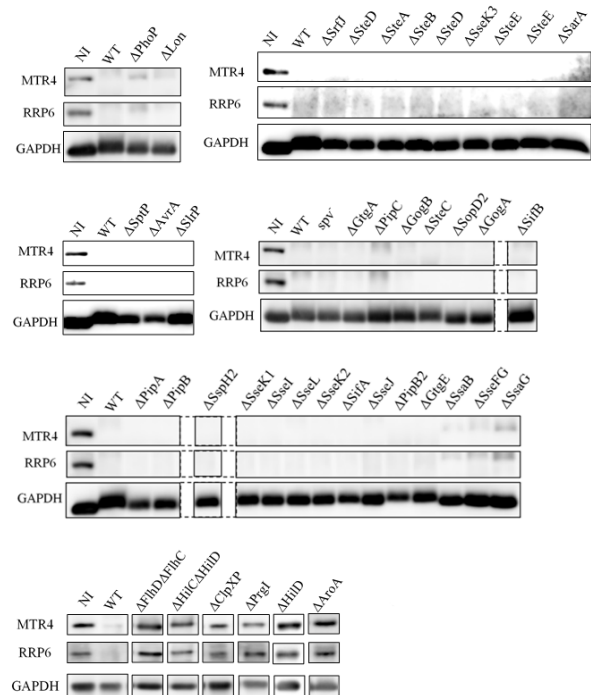 NI WT ΔPhoP ΔLon
MTR4
RRP6
GAPDH
NI WT ΔSrfJ ΔSteD ΔSteA ΔSteB ΔSteD ΔSseK3 ΔSteE ΔSteE ΔSarA
MTR4
RRP6
GAPDH
NI WT ΔSptP ΔAvrA ΔSlrP
MTR4
RRP6
GAPDH
NI WT spv- ΔGtgA ΔPipC ΔGogB ΔSteC ΔSopD2 ΔGogA ΔSifB
MTR4
RRP6
GAPDH
NI WT ΔPipA ΔPipB ΔSspH2 ΔSseK1 ΔSseI ΔSseL ΔSseK2 ΔSifA ΔSseJ ΔPipB2 ΔGtgE ΔSsaB ΔSseFG ΔSsaG
MTR4
RRP6
GAPDH
NI WT ΔFlhDΔFlhC ΔHilCΔHilD ΔClpXP ΔPrgI ΔHilD ΔAroA
MTR4
RRP6
GAPDH